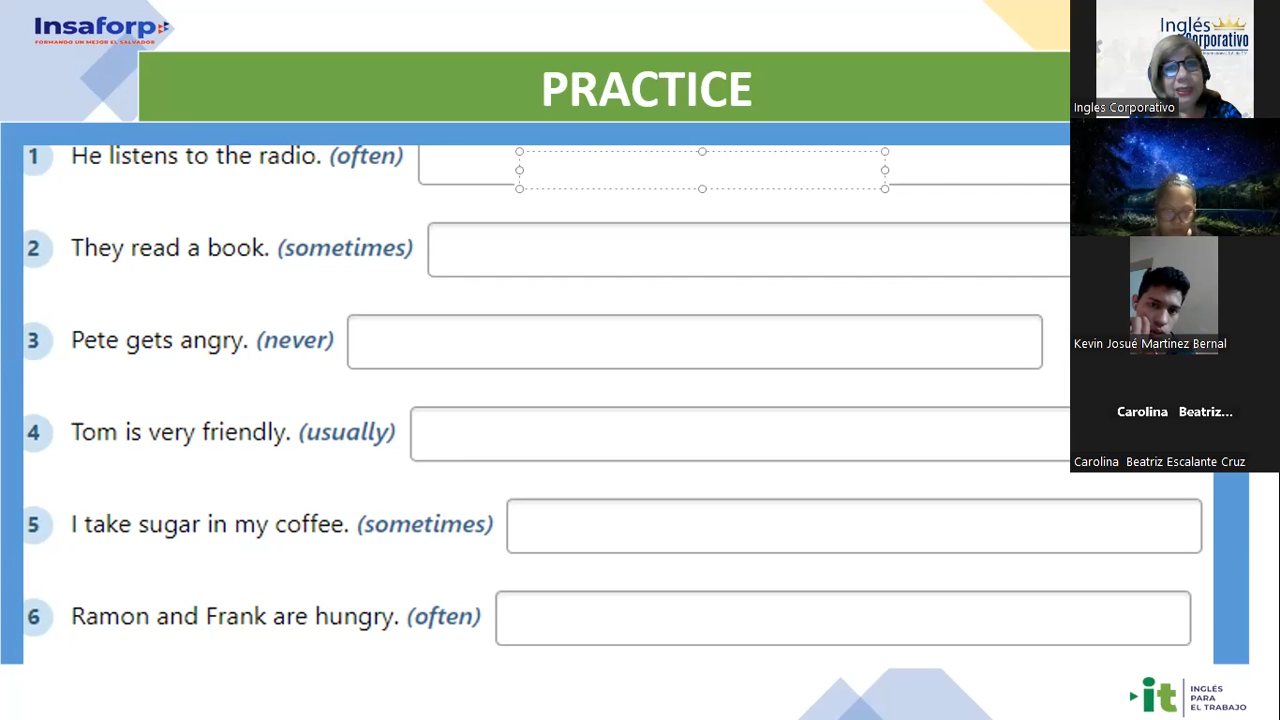 Insaforp
FORMANDO UN MEJOR EL SALVADOR
PRACTICE
1 He listens to the radio. (often)
2 They read a book. (sometimes)
3 Pete gets angry. (never)
4 Tom is very friendly. (usually)
5 I take sugar in my coffee. (sometimes)
6 Ramon and Frank are hungry. (often)
Inglés
Corporativo
Ingles Corporativo
Kevin Josué Martinez Bernal
Carolina Beatriz...
Carolina Beatriz Escalante Cruz
it INGLÉS
PARA
EL TRABAJO